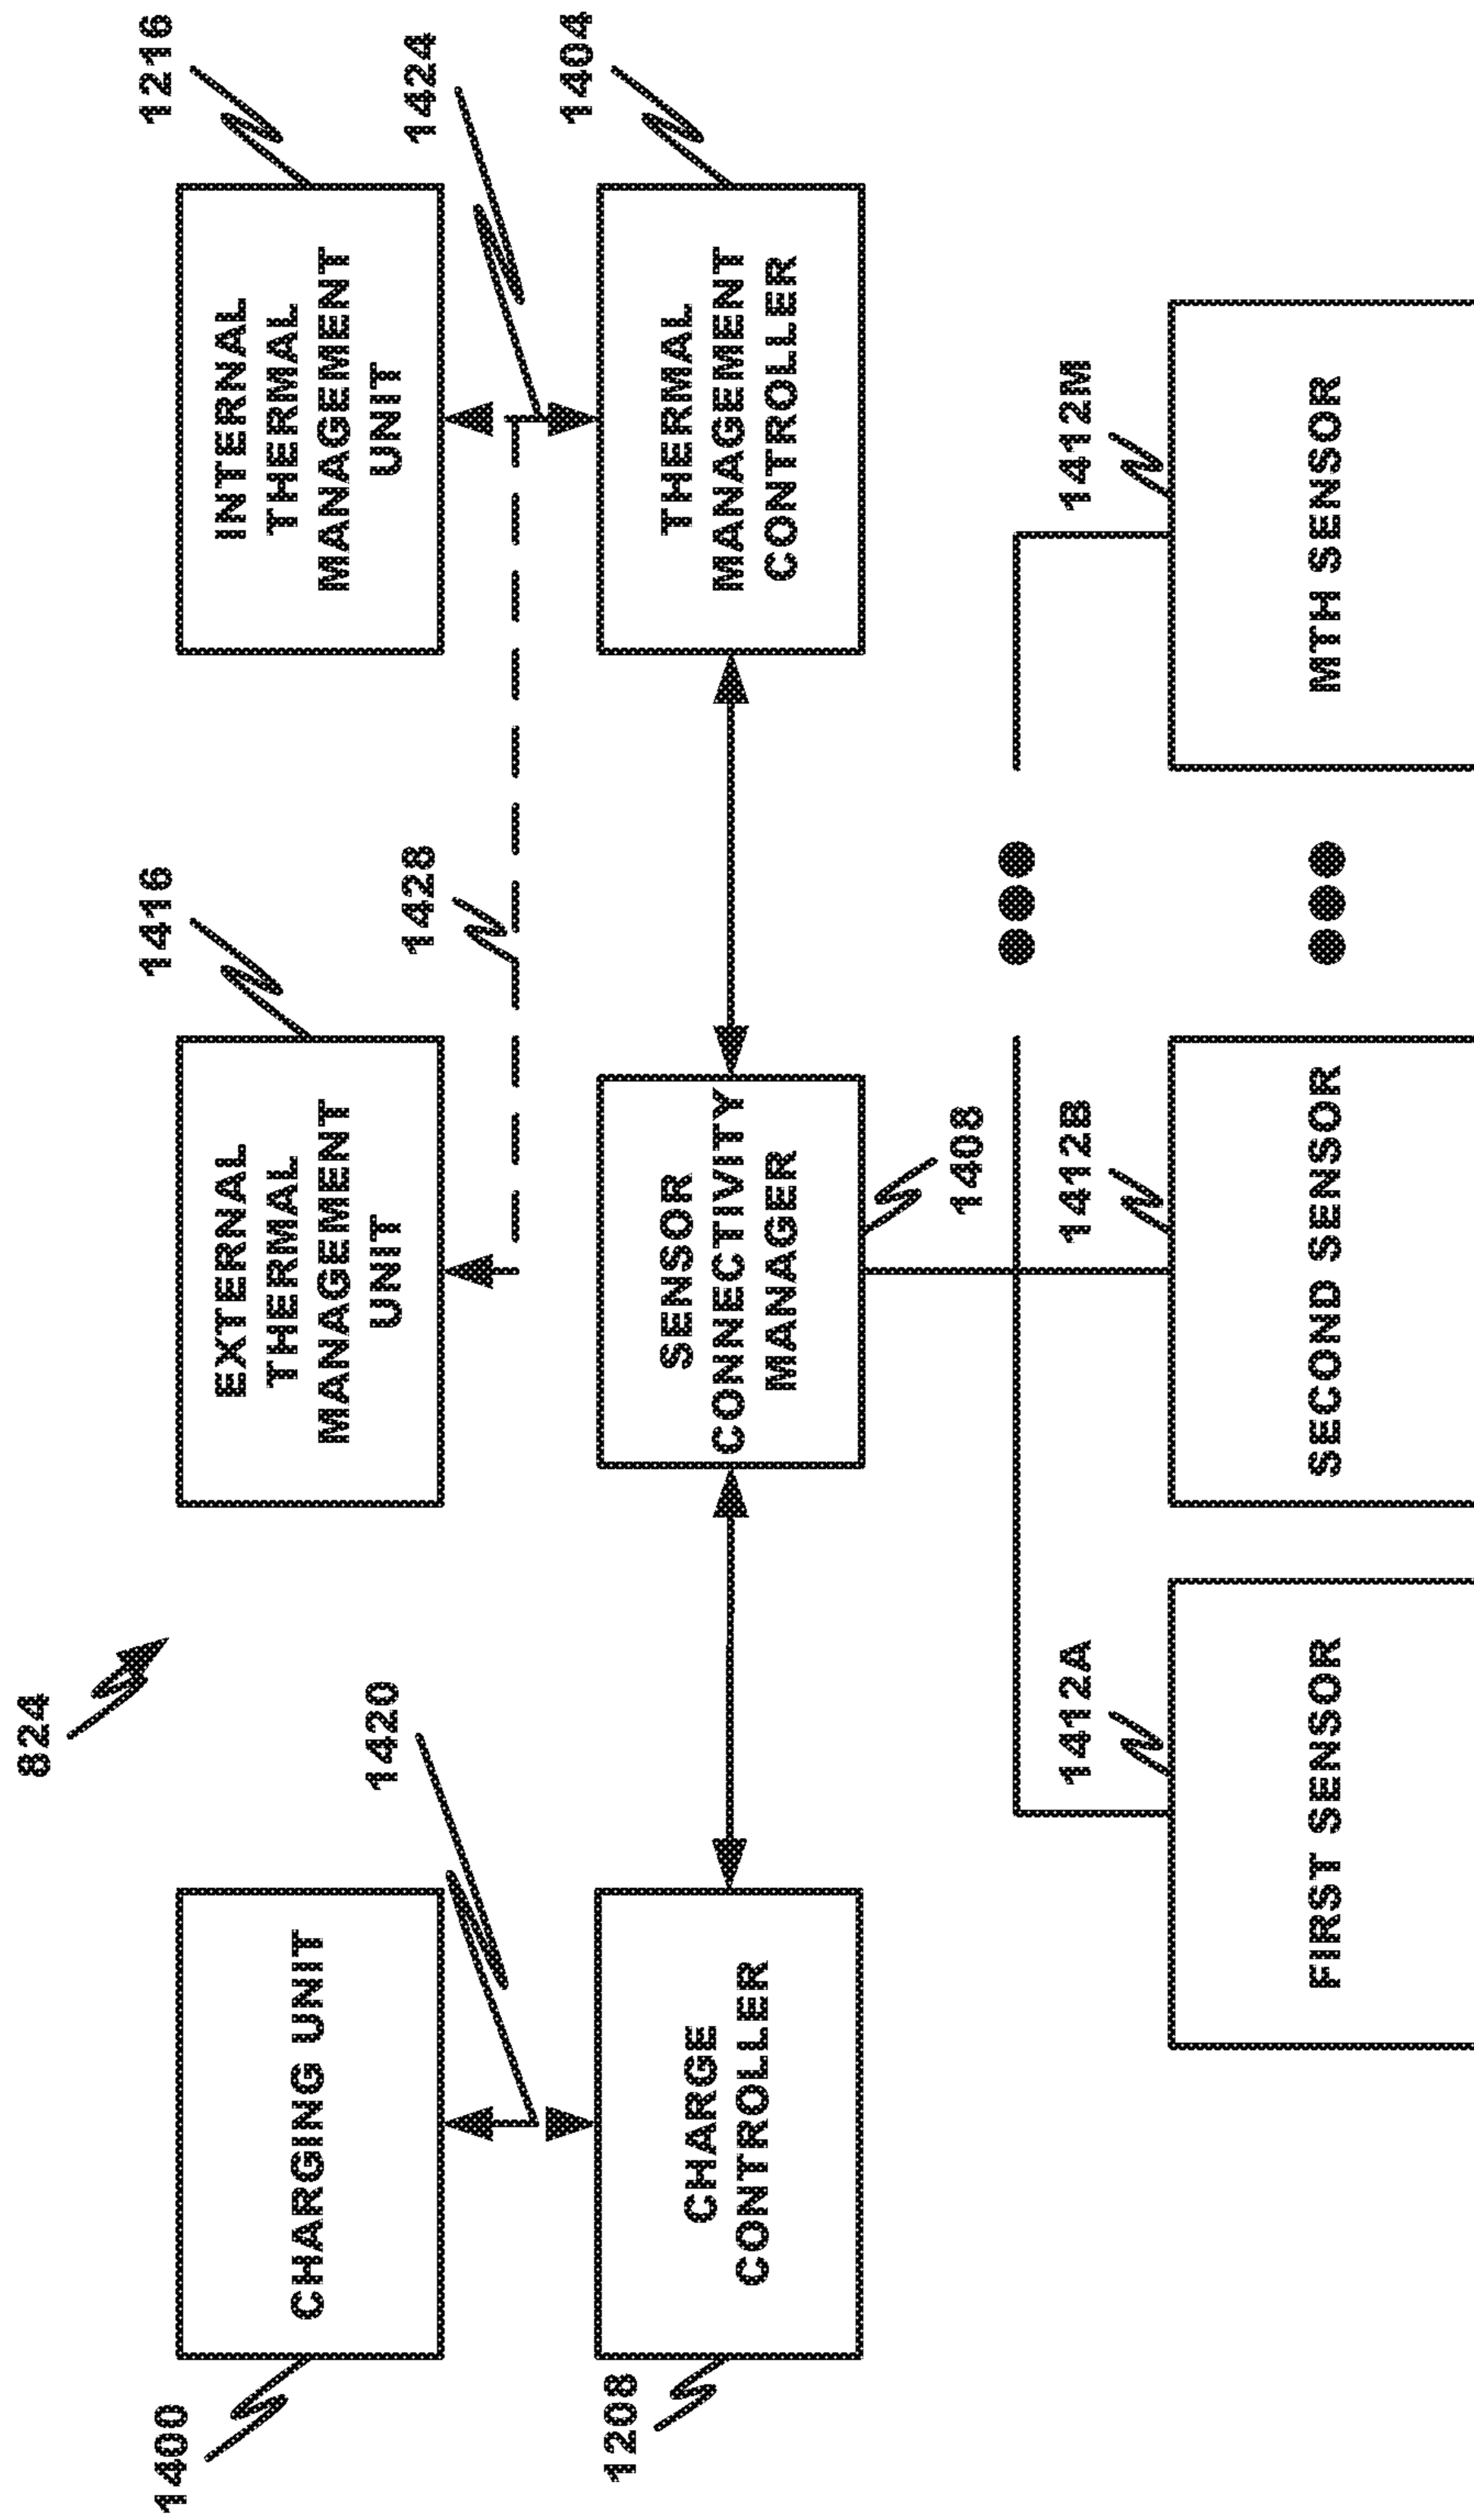 824
1400
CHARGING UNIT
1416
EXTERNAL
THERMAL
MANAGEMENT
UNIT
1216
INTERNAL
THERMAL
MANAGEMENT
UNIT
1420
1428
1424
1208
CHARGE
CONTROLLER
SENSOR
CONNECTIVITY
MANAGER
1404
THERMAL
MANAGEMENT
CONTROLLER
1408
1412A
1412B
1412M
FIRST SENSOR
SECOND SENSOR
MTH SENSOR